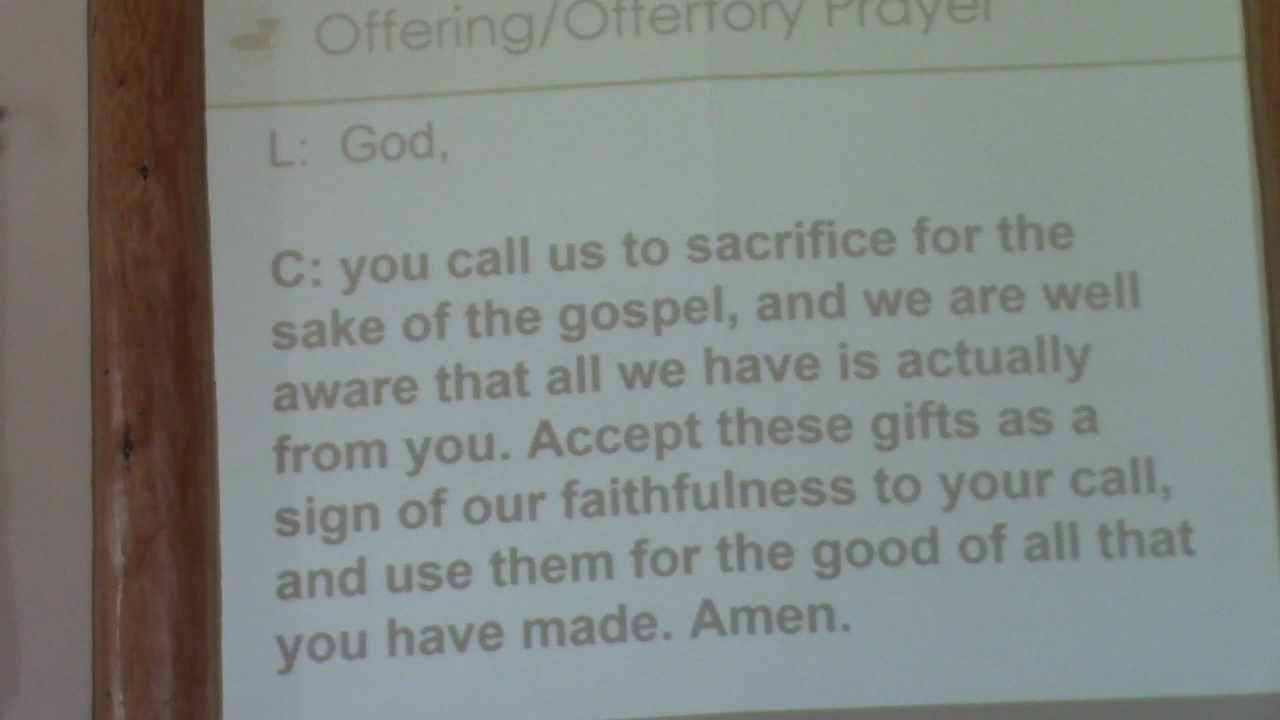 Offering/Offertory Prayer
L: God,
C: you call us to sacrifice for the
sake of the gospel, and we are well
aware that all we have is actually
from you. Accept these gifts as a
sign of our faithfulness to your call,
and use them for the good of all that
you have made. Amen.